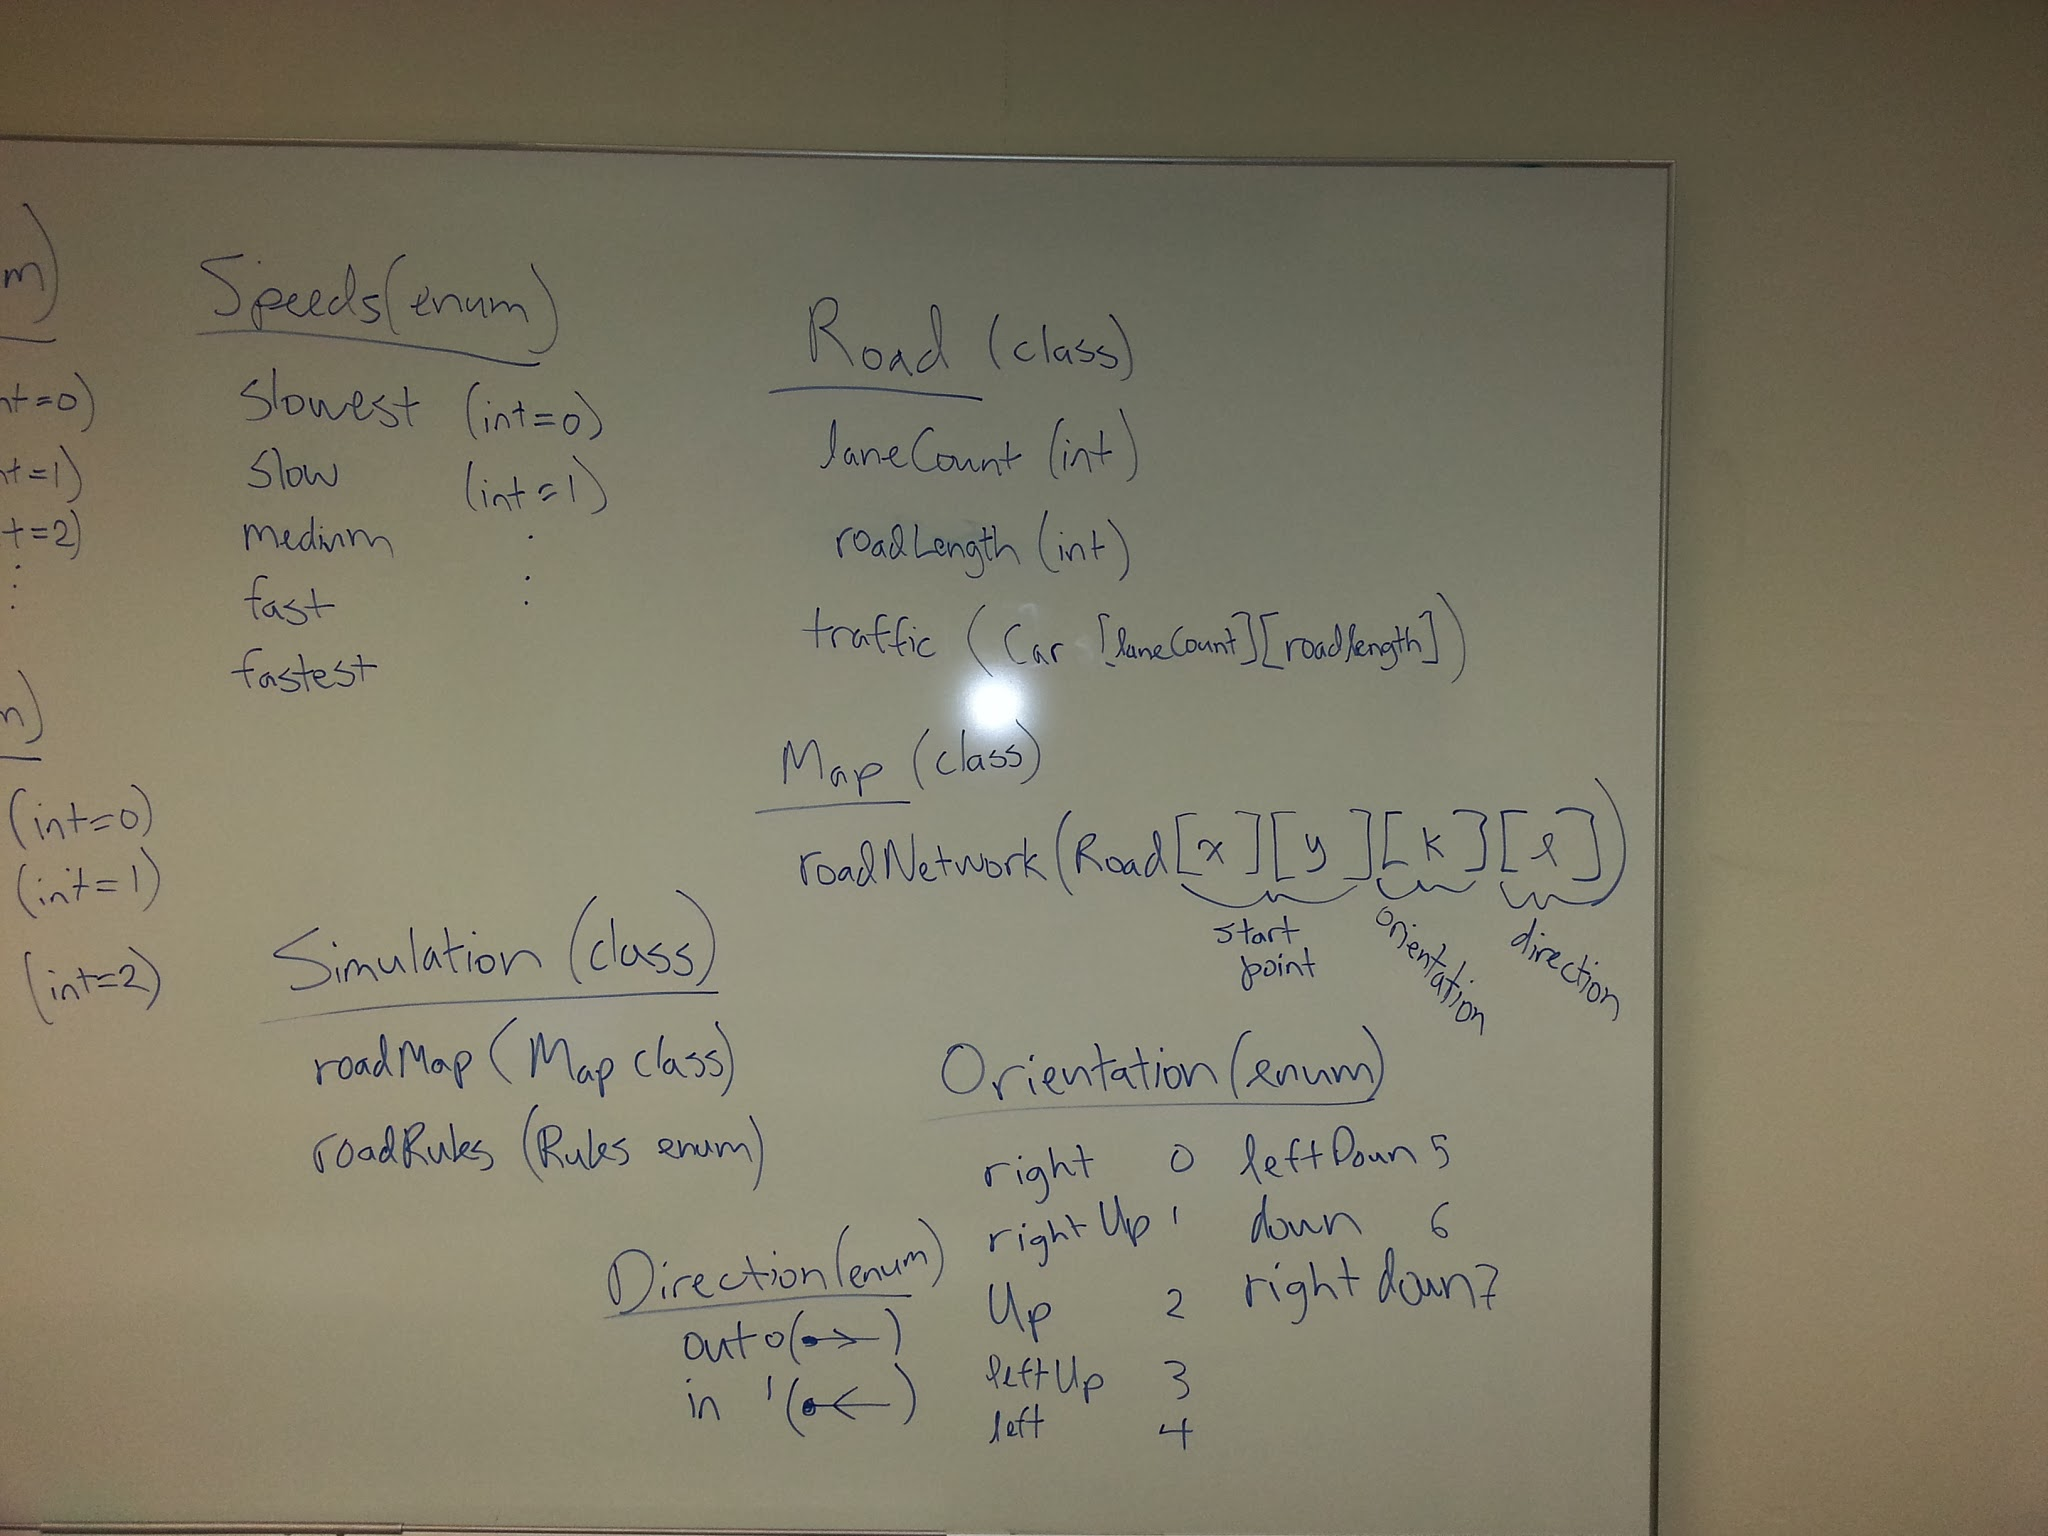 m)
nt=0)
nt=1)
t=2)
:
n)
(int=0)
(int=1)
(int=2)
Speeds (enum)
slowest (int=0)
slow (int=1)
medium .
fast :
fastest
Road (class)
laneCount (int)
roadLength (int)
traffic (Car [laneCount][roadLength])
Map (class)
roadNetwork (Road[x][y][k][l])
start point
orientation
direction
Simulation (class)
roadMap (Map class)
roadRules (Rules enum)
Direction (enum)
out 0 (•→)
in 1 (•←)
Orientation (enum)
right 0
rightUp 1
Up 2
leftUp 3
left 4
leftDown 5
down 6
rightdown 7